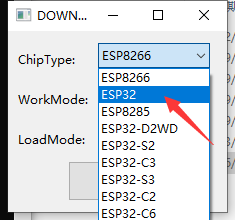 DOWN...
ChipType:
ESP8266
ESP8266
ESP32
ESP8285
WorkMode:
ESP32-D2WD
ESP32-S2
LoadMode:
ESP32-C3
ESP32-S3
ESP32-C2
ESP32-C6